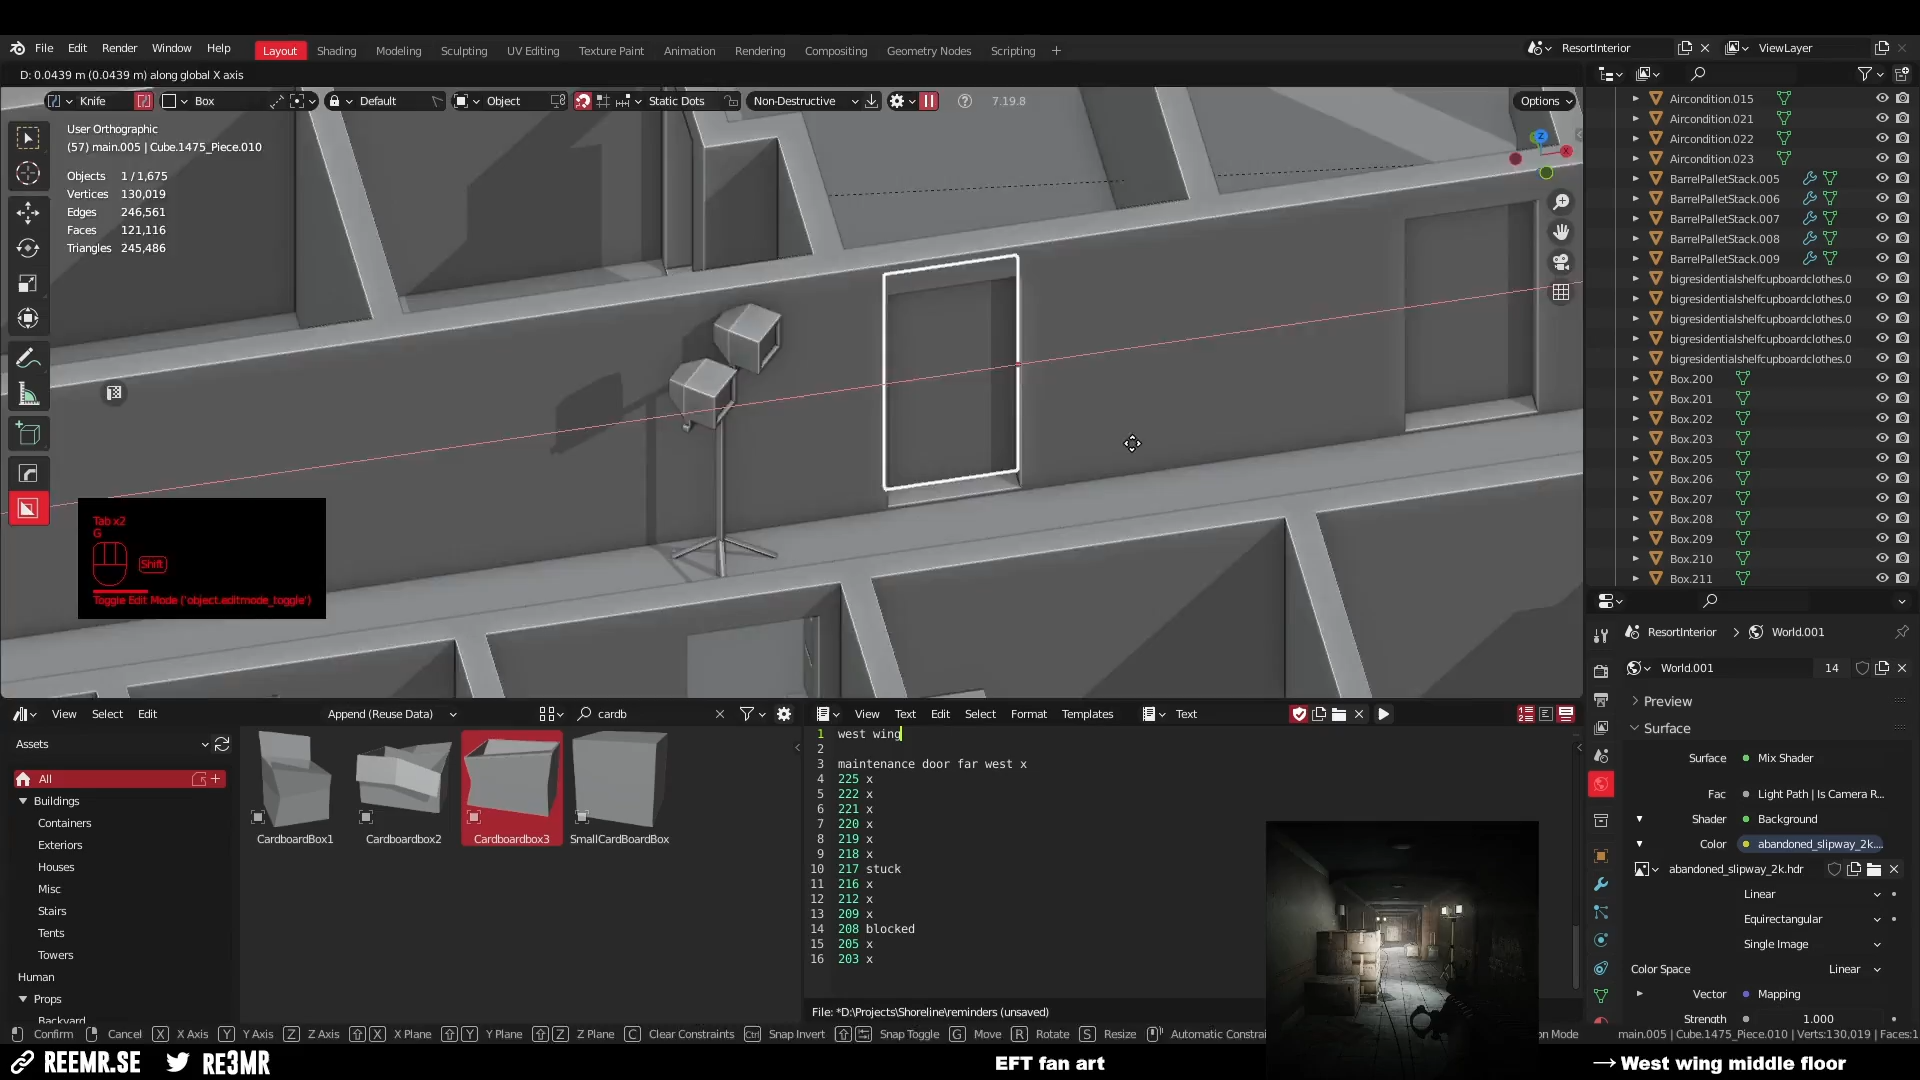 File Edit Render Window Help Layout Shading Modeling Sculpting UV Editing Texture Paint Animation Rendering Compositing Geometry Nodes Scripting + ResortInterior ViewLayer
D: 0.0439 m (0.0439 m) along global X axis
Knife Box Default Object Static Dots Non-Destructive 7.19.8 Options
User Orthographic
(57) main.005 | Cube.1475_Piece.010
Objects 1 / 1,675
Vertices 130,019
Edges 246,561
Faces 121,116
Triangles 245,486
Z
X
Tab x2
G
Shift
Toggle Edit Mode ('object.editmode_toggle')
Aircondition.015
Aircondition.021
Aircondition.022
Aircondition.023
BarrelPalletStack.005
BarrelPalletStack.006
BarrelPalletStack.007
BarrelPalletStack.008
BarrelPalletStack.009
bigresidentialshelfcupboardclothes.0
bigresidentialshelfcupboardclothes.0
bigresidentialshelfcupboardclothes.0
bigresidentialshelfcupboardclothes.0
bigresidentialshelfcupboardclothes.0
Box.200
Box.201
Box.202
Box.203
Box.205
Box.206
Box.207
Box.208
Box.209
Box.210
Box.211
ResortInterior > World.001
World.001 14
Preview
Surface
Surface Mix Shader
Fac Light Path | Is Camera R...
Shader Background
Color abandoned_slipway_2k....
abandoned_slipway_2k.hdr
Linear
Equirectangular
Single Image
Color Space Linear
Vector Mapping
Strength 1.000
View Select Edit Append (Reuse Data) cardb
Assets
All
Buildings
Containers
Exteriors
Houses
Misc
Stairs
Tents
Towers
Human
Props
Backyard
CardboardBox1 Cardboardbox2 Cardboardbox3 SmallCardBoardBox
View Text Edit Select Format Templates Text
1 west wing
2
3 maintenance door far west x
4 225 x
5 222 x
6 221 x
7 220 x
8 219 x
9 218 x
10 217 stuck
11 216 x
12 212 x
13 209 x
14 208 blocked
15 205 x
16 203 x
File: *D:\Projects\Shoreline\reminders (unsaved)
Confirm Cancel X X Axis Y Y Axis Z Z Axis X X Plane Y Y Plane Z Z Plane C Clear Constraints Ctrl Snap Invert Snap Toggle G Move R Rotate S Resize Automatic Constrai on Mode main.005 | Cube.1475_Piece.010 | Verts:130,019 | Faces:1
REEMR.SE RE3MR EFT fan art → West wing middle floor